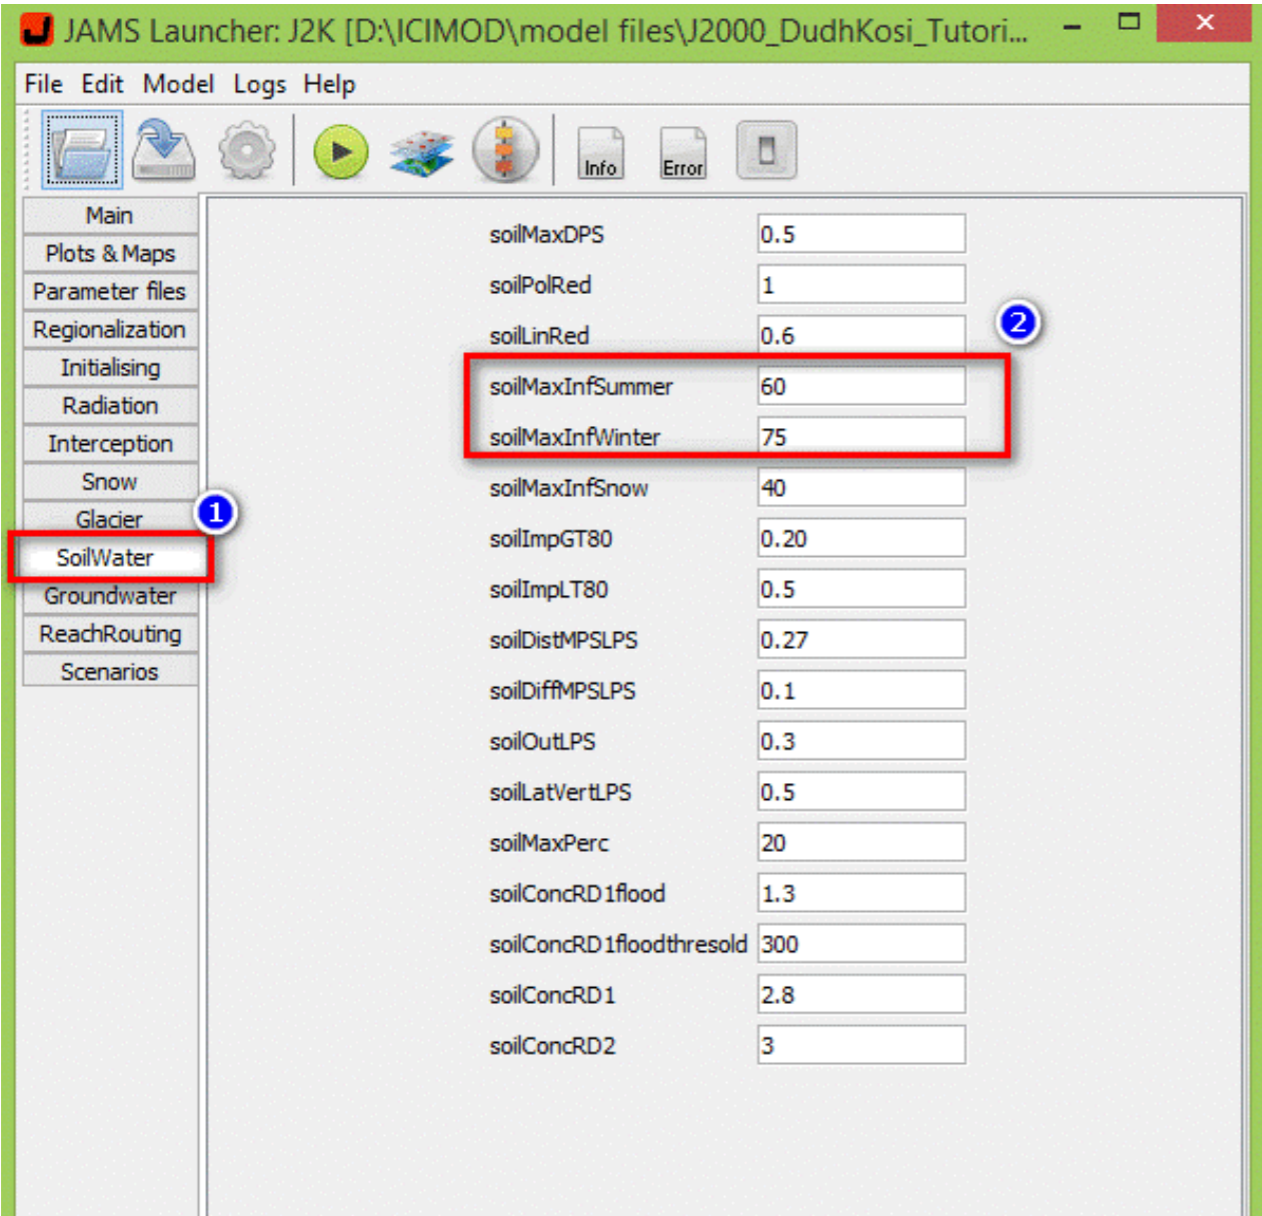 JAMS Launcher: J2K [D:\ICIMOD\model files\J2000_DudhKosi_Tutori...
File Edit Model Logs Help
Info Error
Main
Plots & Maps
Parameter files
Regionalization
Initialising
Radiation
Interception
Snow
Glacier
1
SoilWater
Groundwater
ReachRouting
Scenarios
soilMaxDPS 0.5
soilPolRed 1
2
soilLinRed 0.6
soilMaxInfSummer 60
soilMaxInfWinter 75
soilMaxInfSnow 40
soilImpGT80 0.20
soilImpLT80 0.5
soilDistMPSLPS 0.27
soilDiffMPSLPS 0.1
soilOutLPS 0.3
soilLatVertLPS 0.5
soilMaxPerc 20
soilConcRD1flood 1.3
soilConcRD1floodthresold 300
soilConcRD1 2.8
soilConcRD2 3